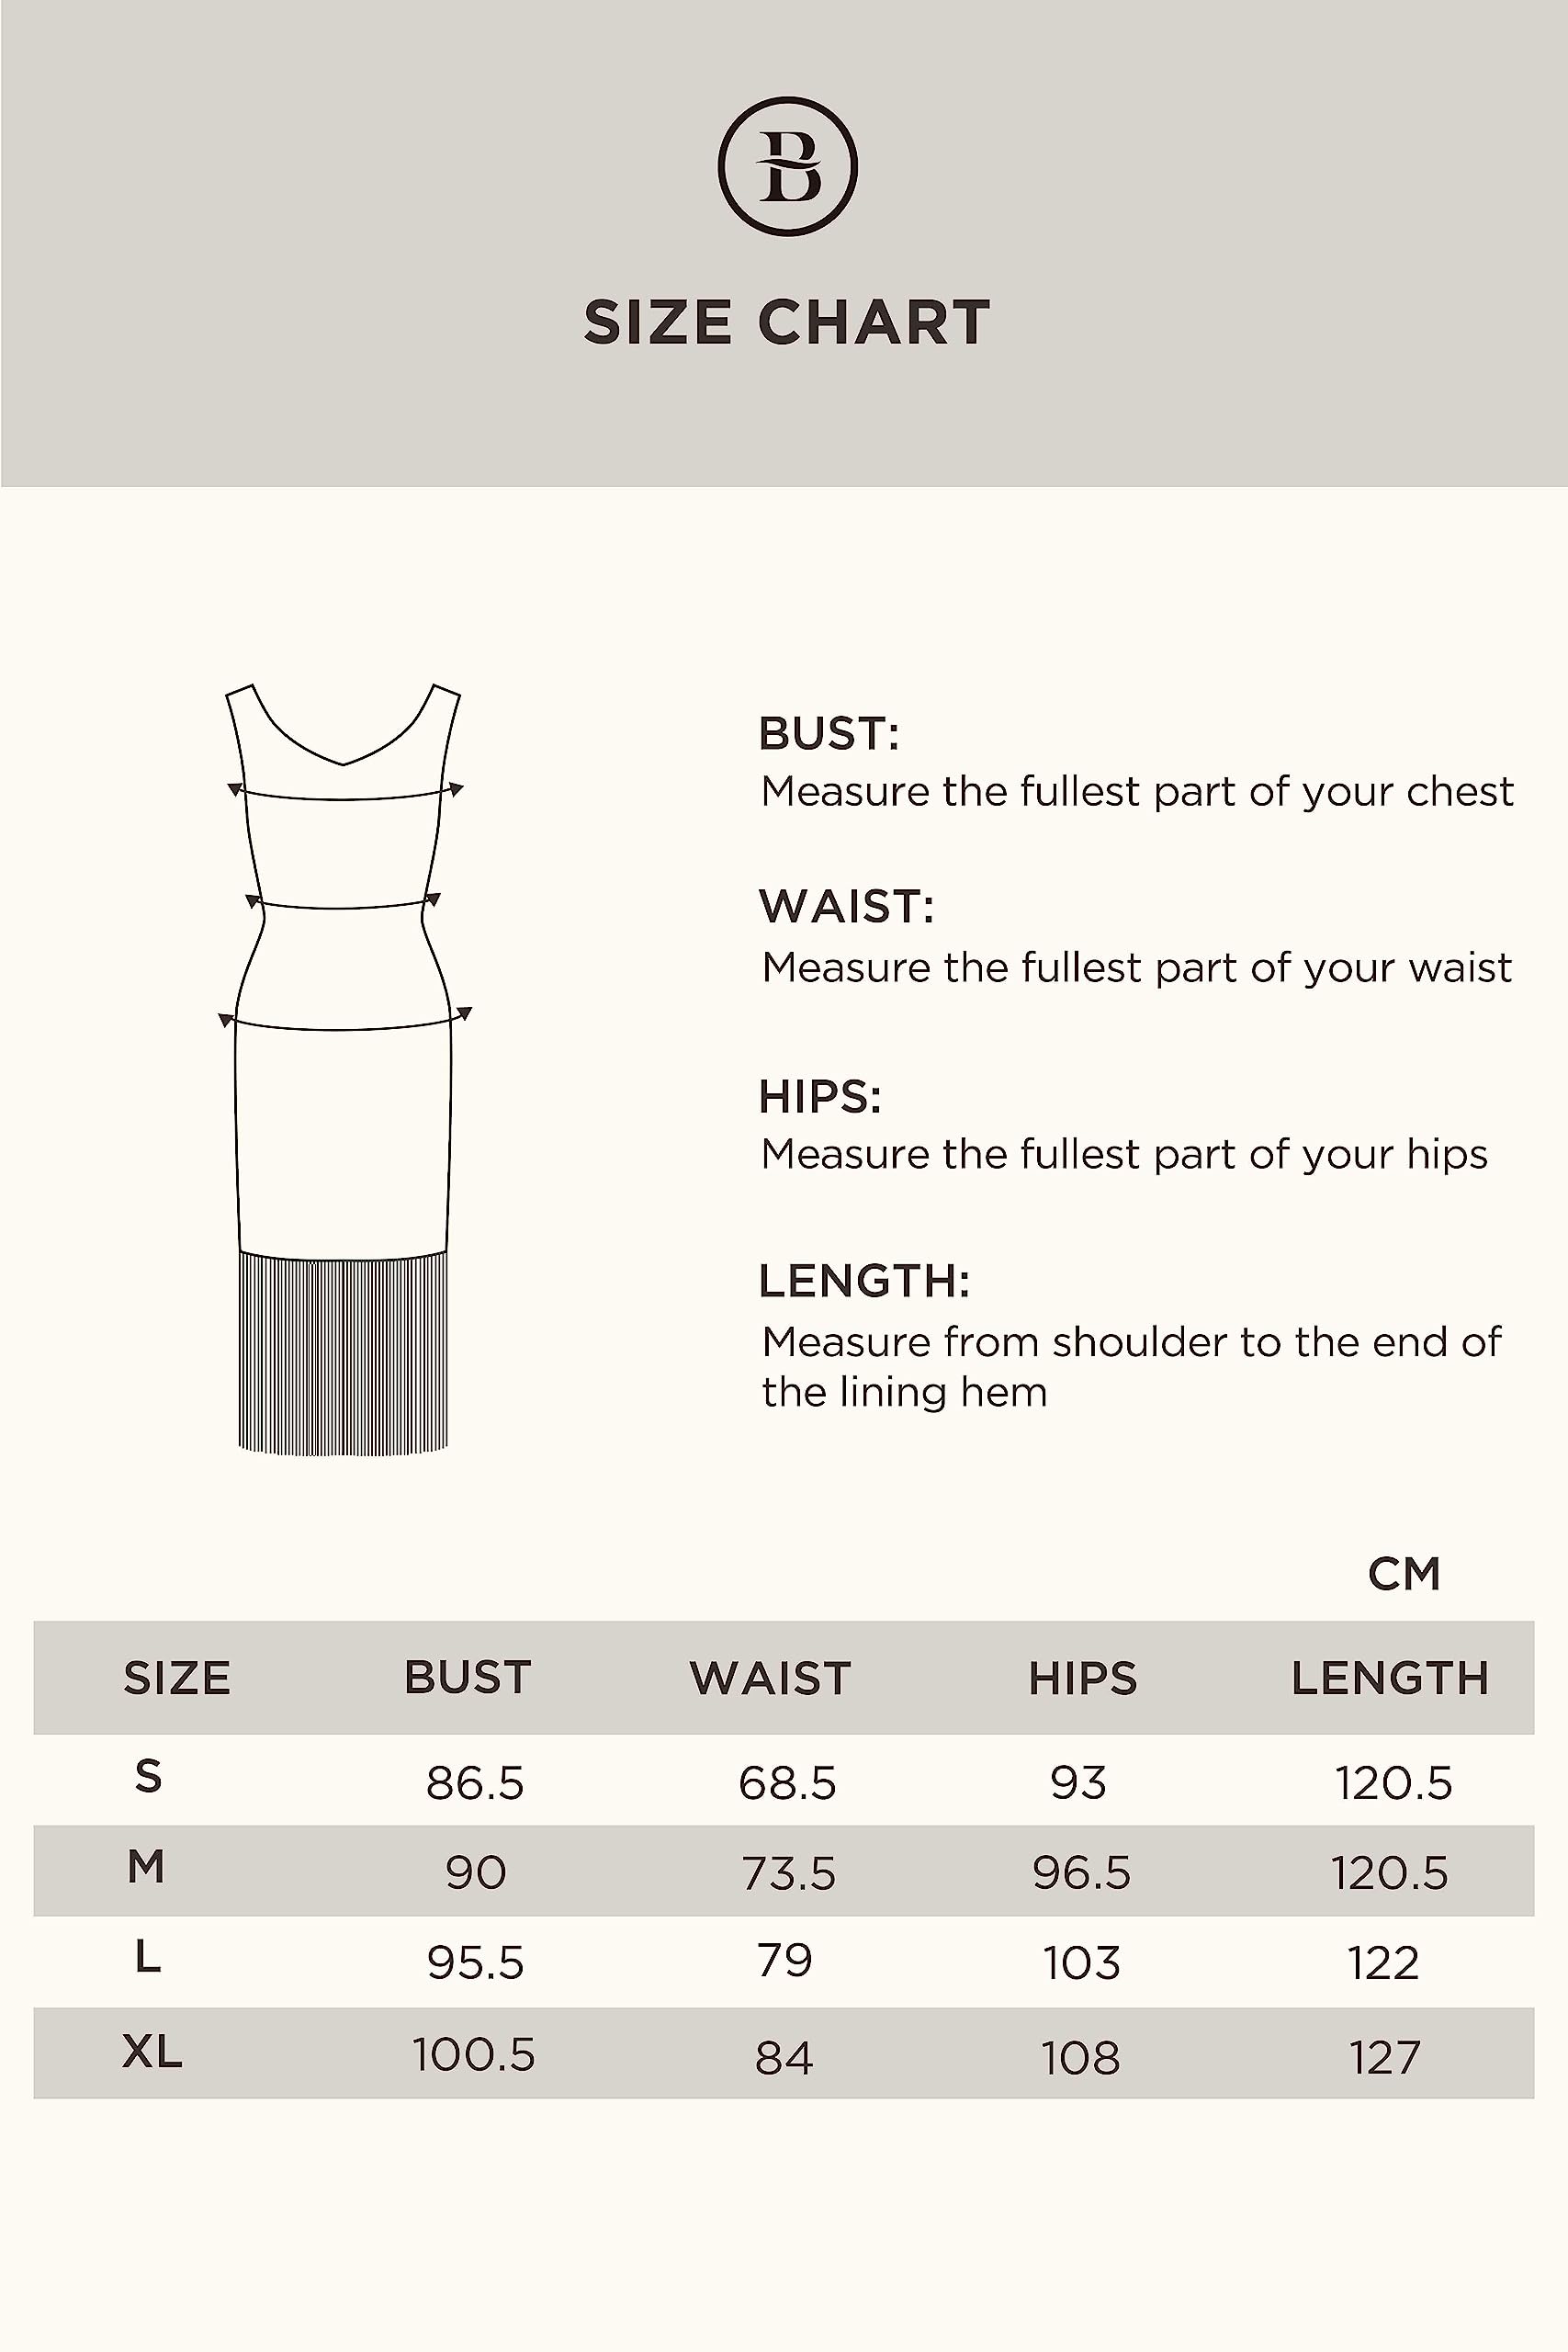 B
SIZE CHART
BUST:
Measure the fullest part of your chest
WAIST:
Measure the fullest part of your waist
HIPS:
Measure the fullest part of your hips
LENGTH:
Measure from shoulder to the end of
the lining hem
CM
SIZE BUST WAIST HIPS LENGTH
S 86.5 68.5 93 120.5
M 90 73.5 96.5 120.5
L 95.5 79 103 122
XL 100.5 84 108 127